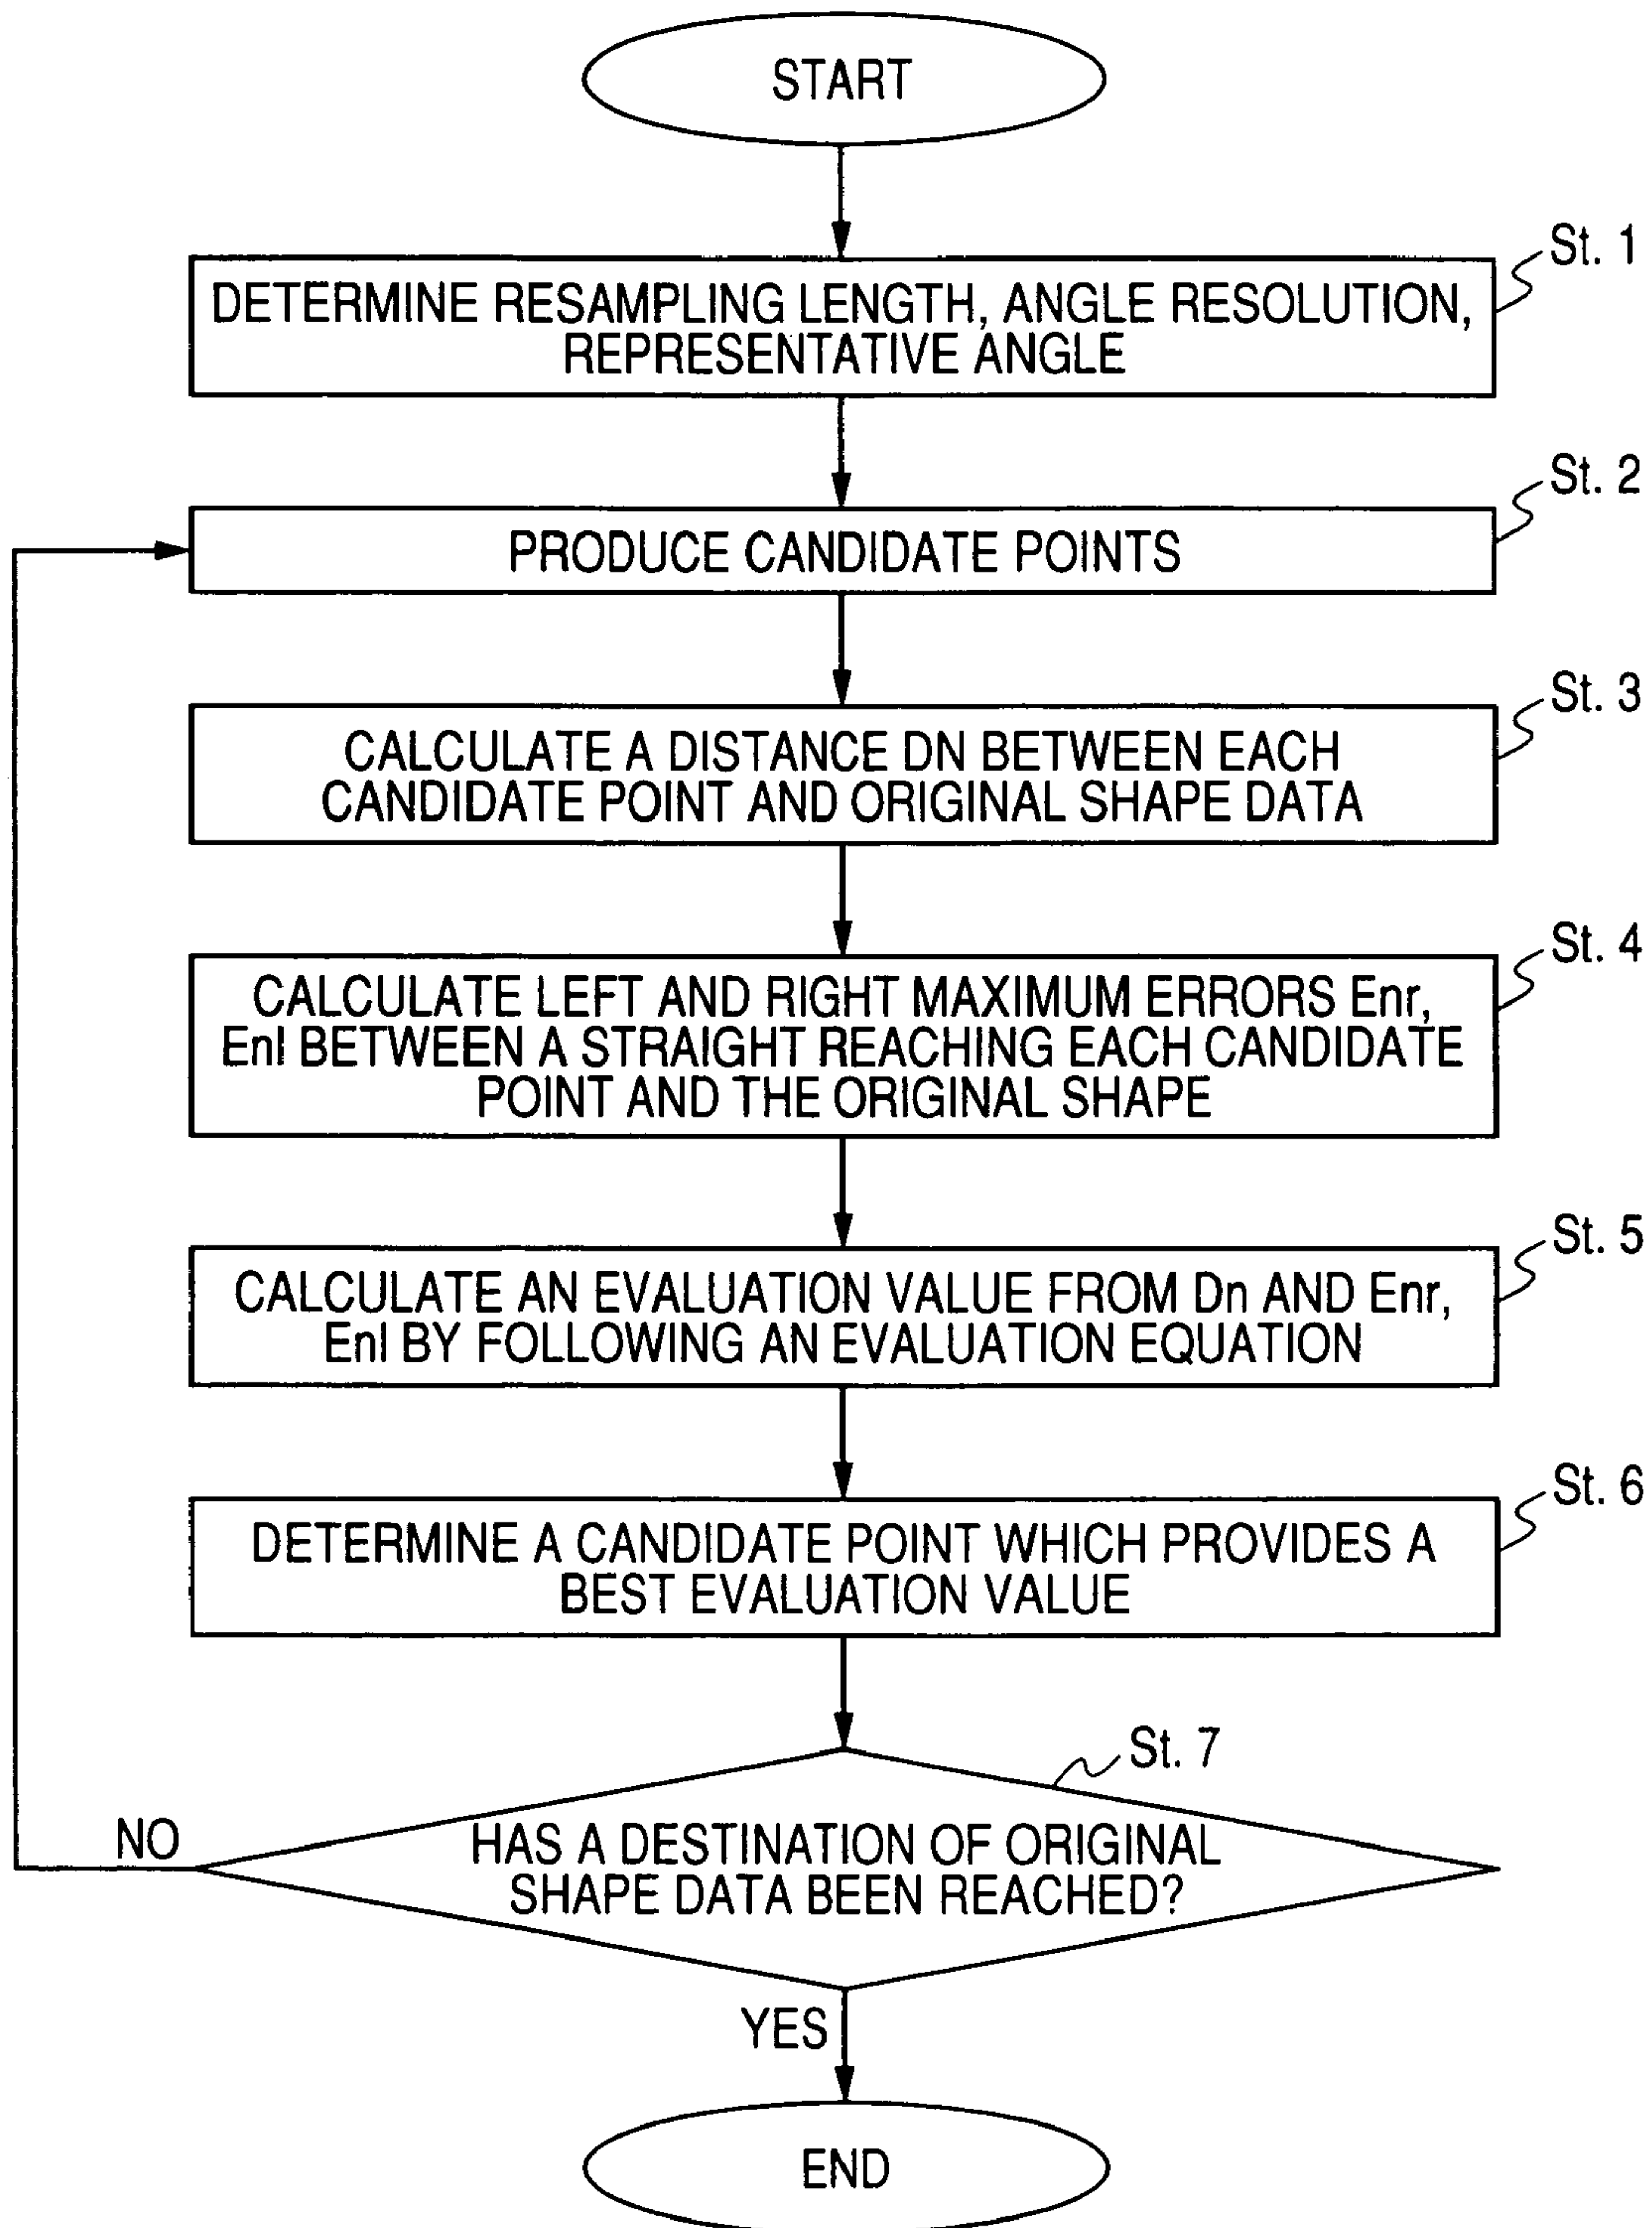 START
St. 1
DETERMINE RESAMPLING LENGTH, ANGLE RESOLUTION,
REPRESENTATIVE ANGLE
St. 2
PRODUCE CANDIDATE POINTS
St. 3
CALCULATE A DISTANCE DN BETWEEN EACH
CANDIDATE POINT AND ORIGINAL SHAPE DATA
St. 4
CALCULATE LEFT AND RIGHT MAXIMUM ERRORS Enr,
Enl BETWEEN A STRAIGHT REACHING EACH CANDIDATE
POINT AND THE ORIGINAL SHAPE
St. 5
CALCULATE AN EVALUATION VALUE FROM Dn AND Enr,
Enl BY FOLLOWING AN EVALUATION EQUATION
St. 6
DETERMINE A CANDIDATE POINT WHICH PROVIDES A
BEST EVALUATION VALUE
St. 7
NO
HAS A DESTINATION OF ORIGINAL
SHAPE DATA BEEN REACHED?
YES
END